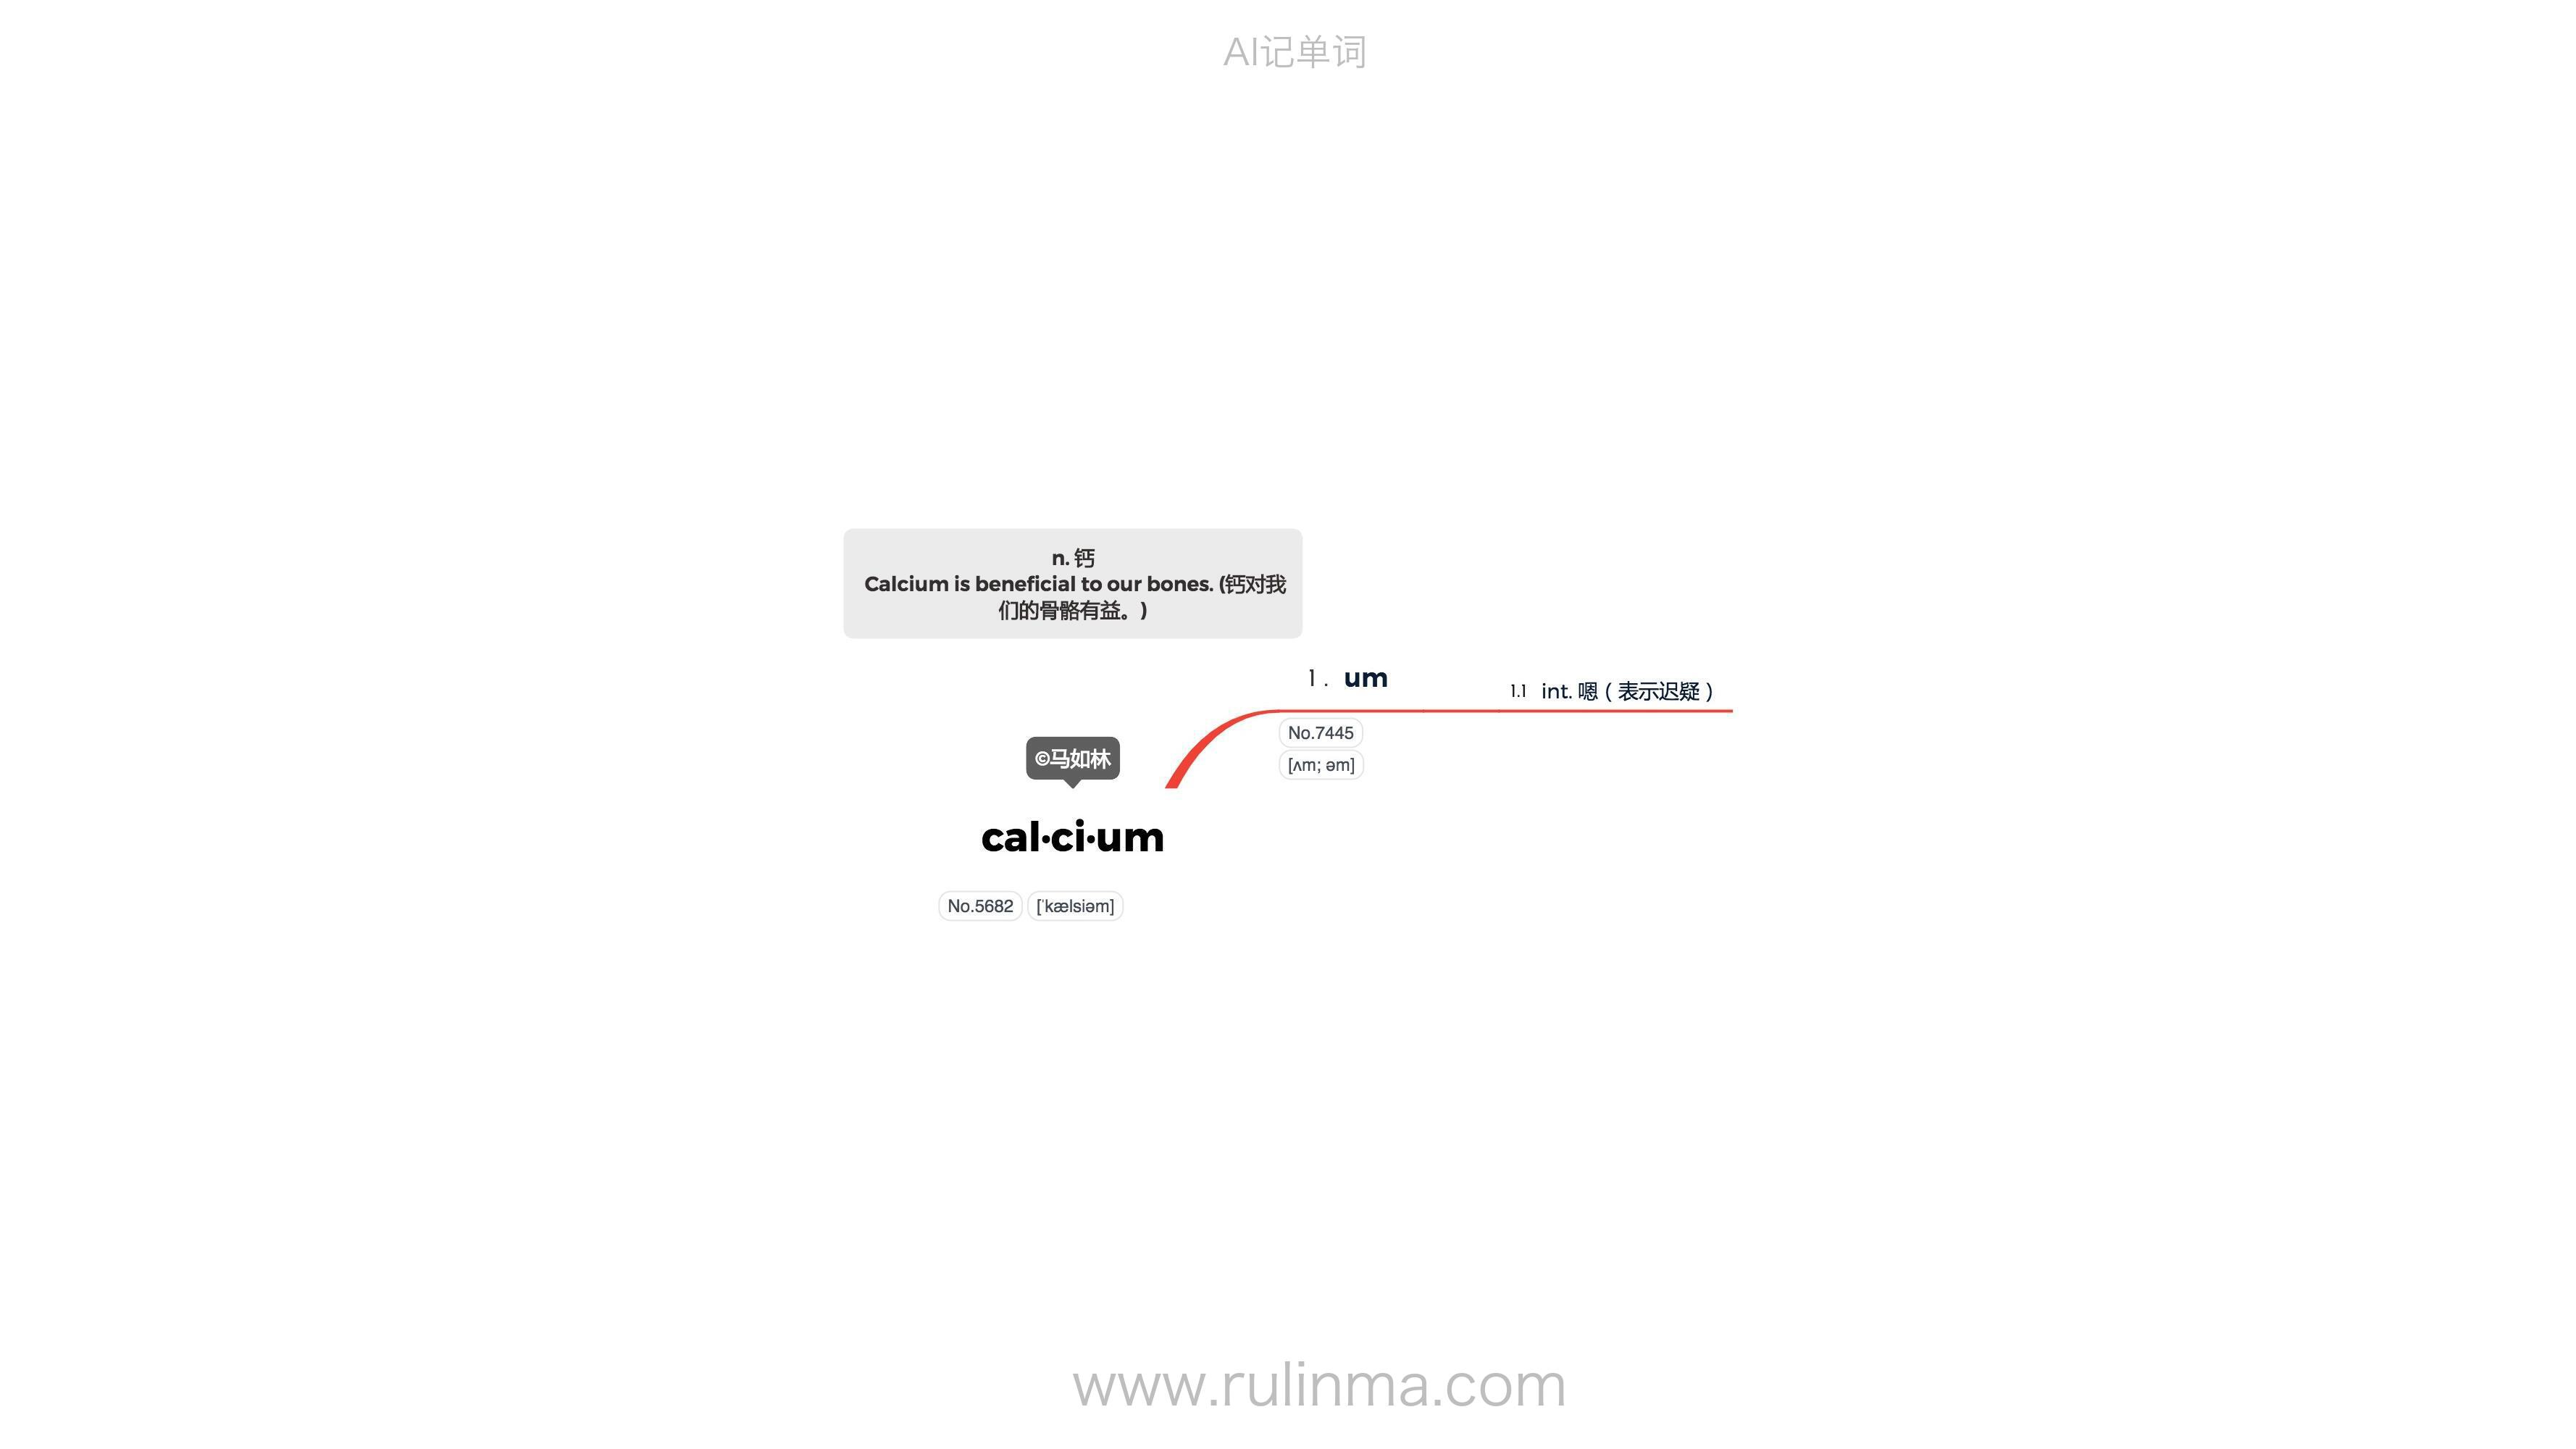 AI记单词
n. 钙
Calcium is beneficial to our bones. (钙对我
们的骨骼有益。)
1. um
1.1 int. 嗯（表示迟疑）
No.7445
[ʌm; əm]
©马如林
cal·ci·um
No.5682 [ˈkælsiəm]
www.rulinma.com